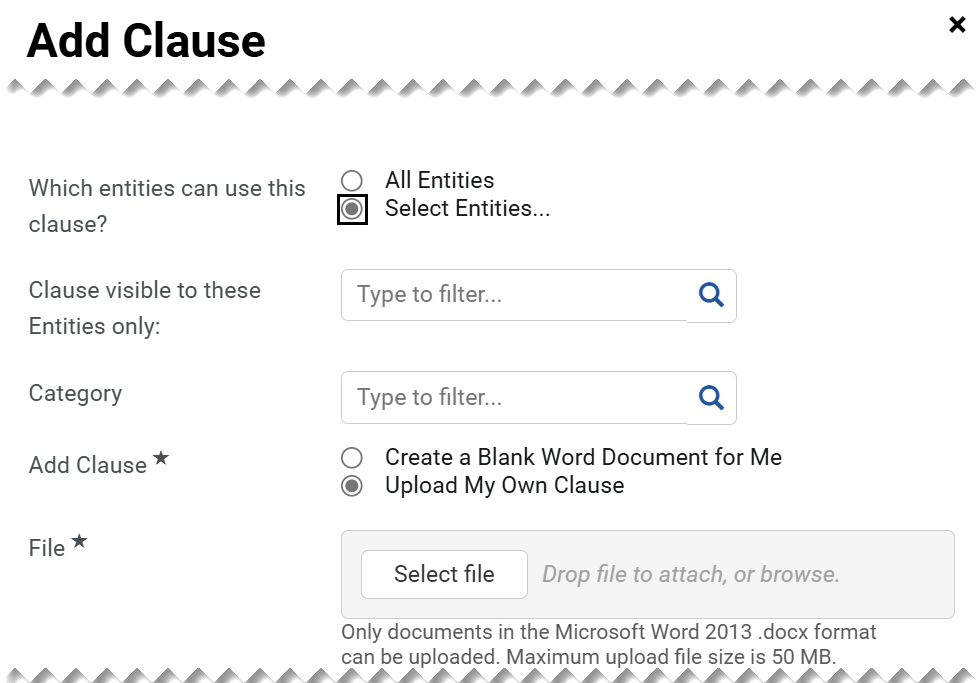 Add Clause
Which entities can use this
clause?
All Entities
Select Entities...
Clause visible to these
Entities only:
Type to filter...
Category
Type to filter...
Add Clause ★
Create a Blank Word Document for Me
Upload My Own Clause
File ★
Select file
Drop file to attach, or browse.
Only documents in the Microsoft Word 2013 .docx format
can be uploaded. Maximum upload file size is 50 MB.